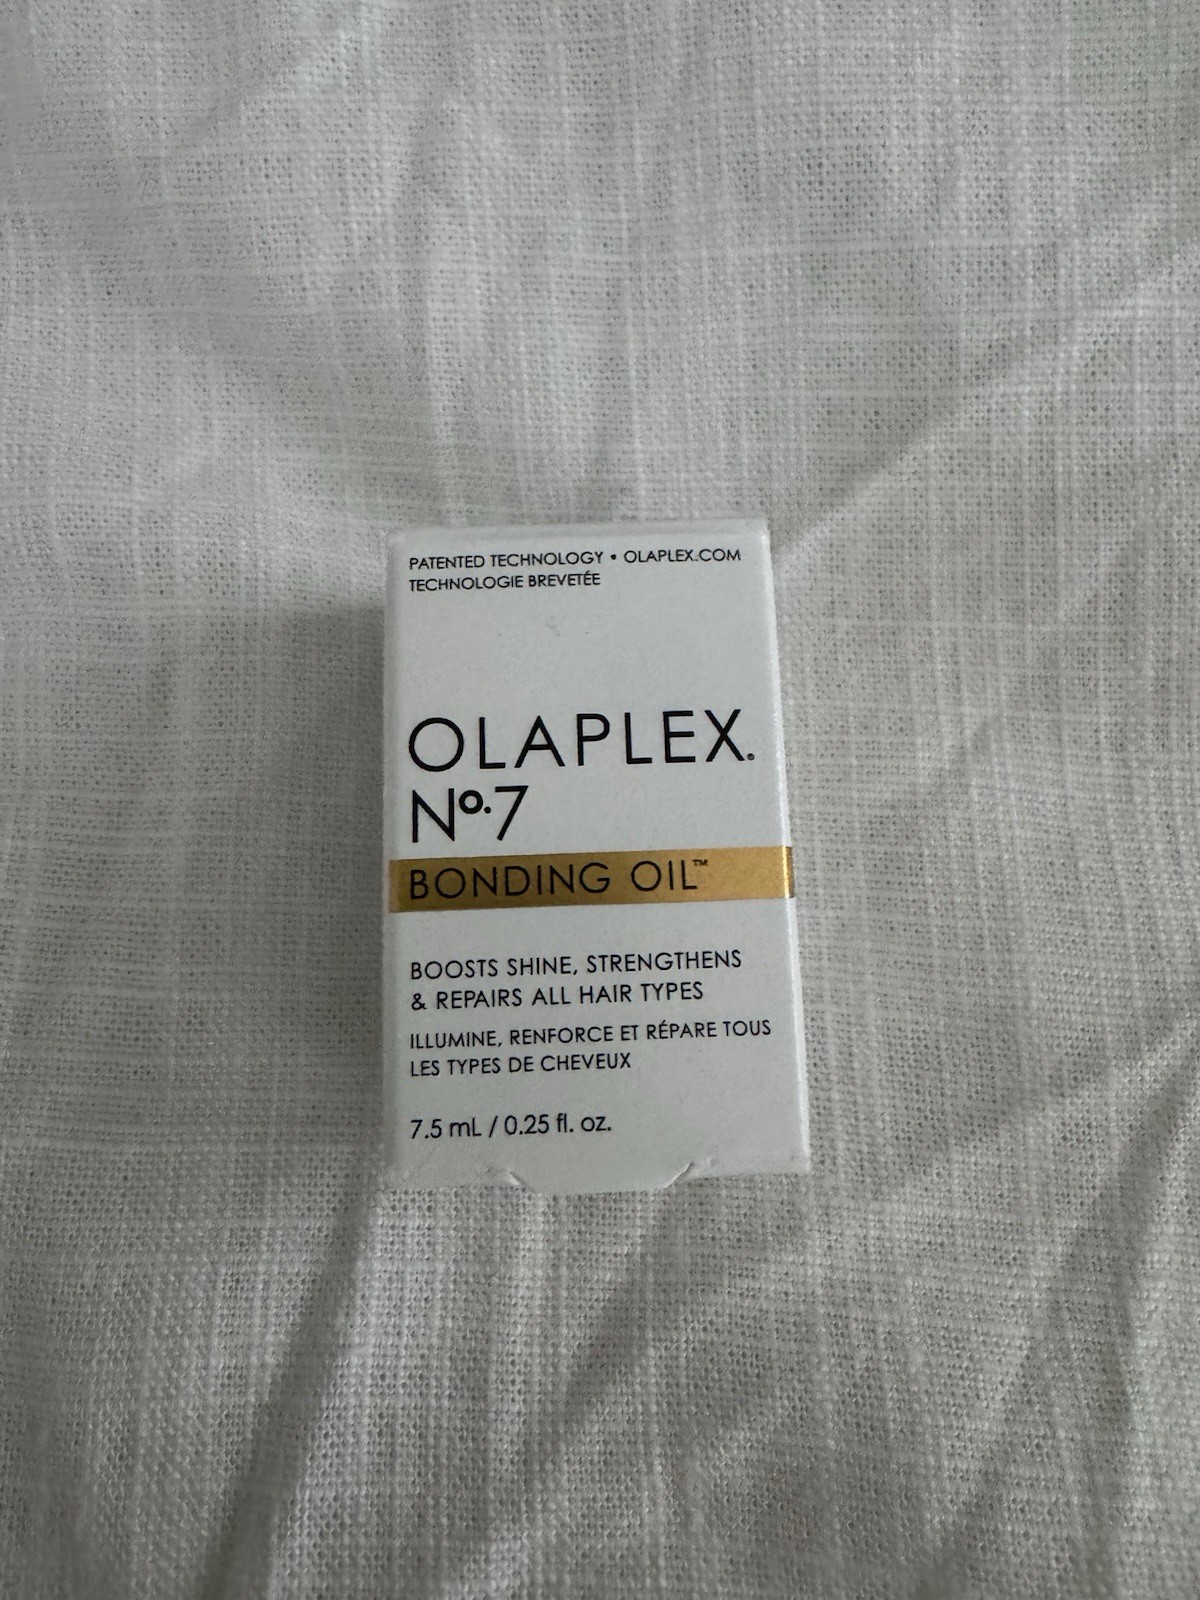 PATENTED TECHNOLOGY • OLAPLEX.COM
TECHNOLOGIE BREVETÉE
OLAPLEX®
Nº.7
BONDING OIL™
BOOSTS SHINE, STRENGTHENS
& REPAIRS ALL HAIR TYPES
ILLUMINE, RENFORCE ET RÉPARE TOUS
LES TYPES DE CHEVEUX
7.5 mL / 0.25 fl. oz.